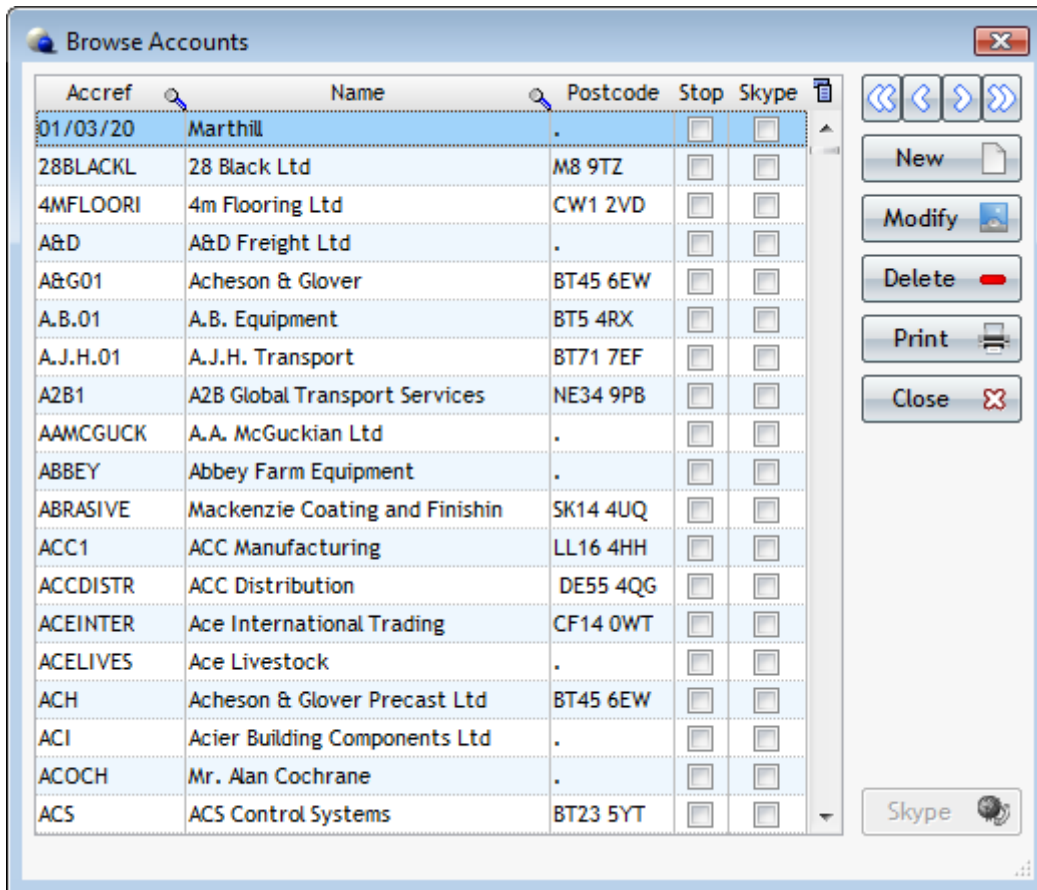 Browse Accounts
Accref Name Postcode Stop Skype
01/03/20 Marthill .
28BLACKL 28 Black Ltd M8 9TZ
4MFLOORI 4m Flooring Ltd CW1 2VD
A&D A&D Freight Ltd .
A&G01 Acheson & Glover BT45 6EW
A.B.01 A.B. Equipment BT5 4RX
A.J.H.01 A.J.H. Transport BT71 7EF
A2B1 A2B Global Transport Services NE34 9PB
AAMCGUCK A.A. McGuckian Ltd .
ABBEY Abbey Farm Equipment .
ABRASIVE Mackenzie Coating and Finishin SK14 4UQ
ACC1 ACC Manufacturing LL16 4HH
ACCDISTR ACC Distribution DE55 4QG
ACEINTER Ace International Trading CF14 0WT
ACELIVES Ace Livestock .
ACH Acheson & Glover Precast Ltd BT45 6EW
ACI Acier Building Components Ltd .
ACOCH Mr. Alan Cochrane .
ACS ACS Control Systems BT23 5YT
New
Modify
Delete
Print
Close
Skype